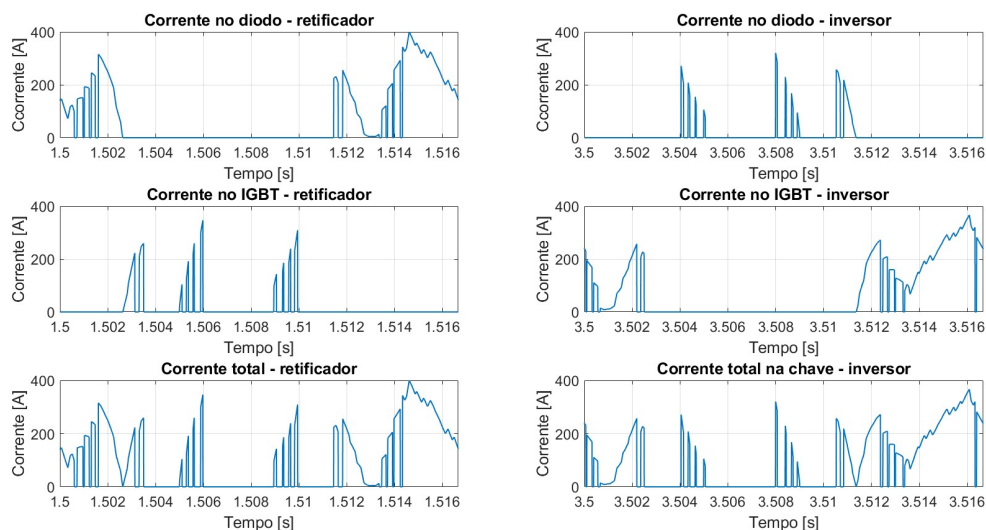 Corrente no diodo - retificador
Ccorrente [A]
400
200
0
1.5 1.502 1.504 1.506 1.508 1.51 1.512 1.514 1.516
Tempo [s]
Corrente no diodo - inversor
Ccorrente [A]
400
200
0
3.5 3.502 3.504 3.506 3.508 3.51 3.512 3.514 3.516
Tempo [s]
Corrente no IGBT - retificador
Corrente [A]
400
200
0
1.5 1.502 1.504 1.506 1.508 1.51 1.512 1.514 1.516
Tempo [s]
Corrente no IGBT - inversor
Corrente [A]
400
200
0
3.5 3.502 3.504 3.506 3.508 3.51 3.512 3.514 3.516
Tempo [s]
Corrente total - retificador
Corrente [A]
400
200
0
1.5 1.502 1.504 1.506 1.508 1.51 1.512 1.514 1.516
Tempo [s]
Corrente total na chave - inversor
Corrente [A]
400
200
0
3.5 3.502 3.504 3.506 3.508 3.51 3.512 3.514 3.516
Tempo [s]